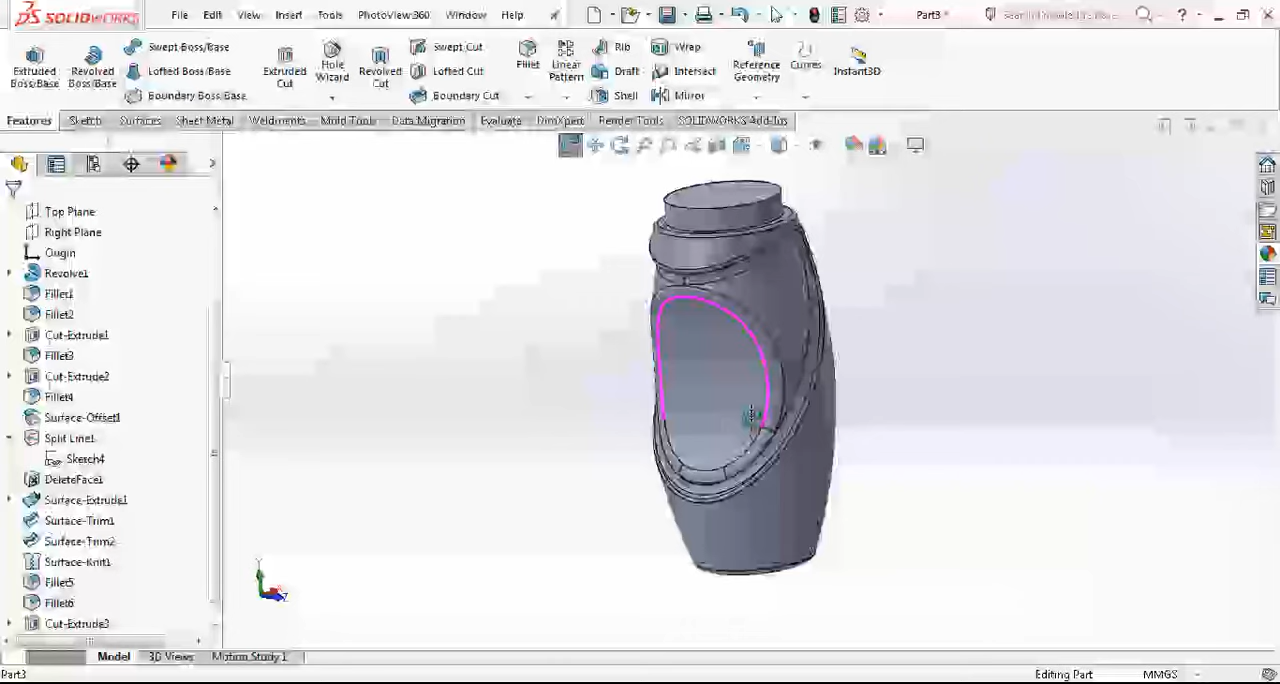 SOLIDWORKS File Edit View Insert Tools PhotoView 360 Window Help Part3 *
Extruded Boss/Base
Revolved Boss/Base
Swept Boss/Base
Lofted Boss/Base
Boundary Boss/Base
Extruded Cut
Hole Wizard
Revolved Cut
Swept Cut
Lofted Cut
Boundary Cut
Fillet
Linear Pattern
Rib
Draft
Shell
Wrap
Intersect
Mirror
Reference Geometry
Curves
Instant3D
Features Sketch Surfaces Sheet Metal Weldments Mold Tools Data Migration Evaluate DimXpert Render Tools SOLIDWORKS Add-Ins
Top Plane
Right Plane
Origin
Revolve1
Fillet1
Fillet2
Cut-Extrude1
Fillet3
Cut-Extrude2
Fillet4
Surface-Offset1
Split Line1
Sketch4
DeleteFace1
Surface-Extrude1
Surface-Trim1
Surface-Trim2
Surface-Knit1
Fillet5
Fillet6
Cut-Extrude3
Y
Z
Model 3D Views Motion Study 1
Part3 Editing Part MMGS